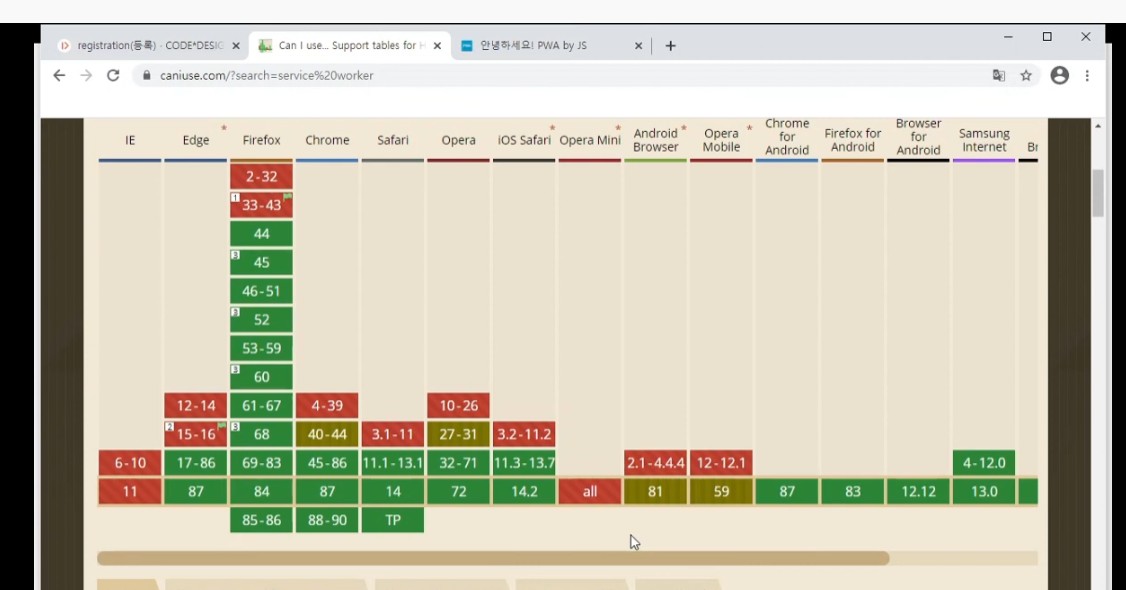 registration(등록) - CODE*DESIG
Can I use... Support tables for H
안녕하세요! PWA by JS
caniuse.com/?search=service%20worker
IE Edge * Firefox Chrome Safari Opera iOS Safari * Opera Mini * Android Browser * Opera Mobile * Chrome for Android Firefox for Android Browser for Android Samsung Internet Br
2-32
1 33-43
44
3 45
46-51
3 52
53-59
3 60
12-14 61-67 4-39 10-26
2 15-16 3 68 40-44 3.1-11 27-31 3.2-11.2
6-10 17-86 69-83 45-86 11.1-13.1 32-71 11.3-13.7 2.1-4.4.4 12-12.1 4-12.0
11 87 84 87 14 72 14.2 all 81 59 87 83 12.12 13.0
85-86 88-90 TP